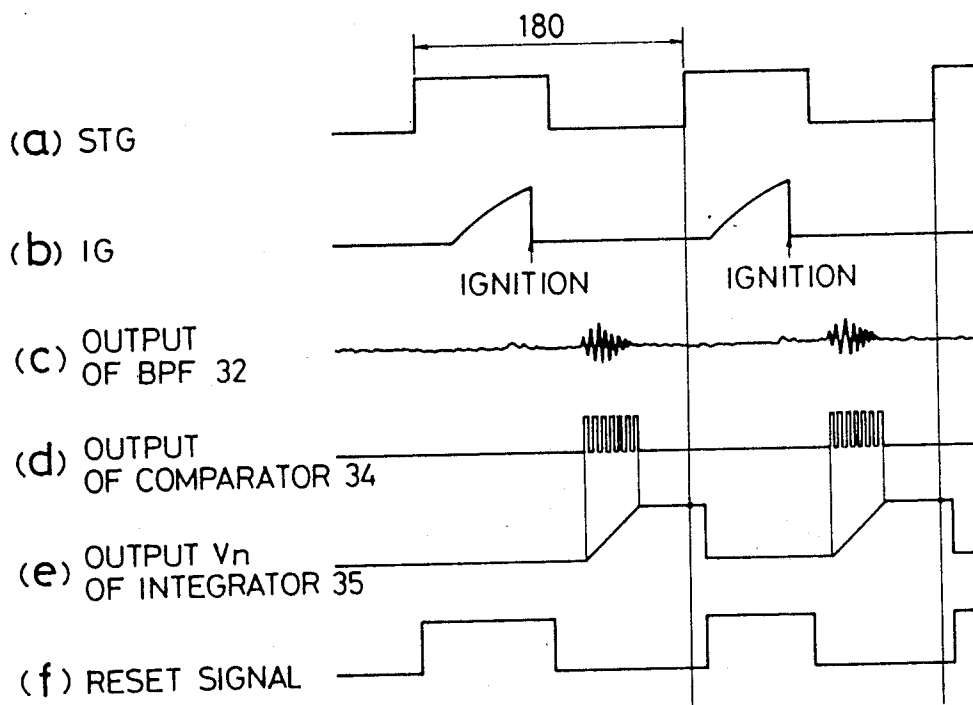 180
(a) STG
(b) IG
IGNITION
IGNITION
(c) OUTPUT
OF BPF 32
(d) OUTPUT
OF COMPARATOR 34
(e) OUTPUT Vn
OF INTEGRATOR 35
(f) RESET SIGNAL